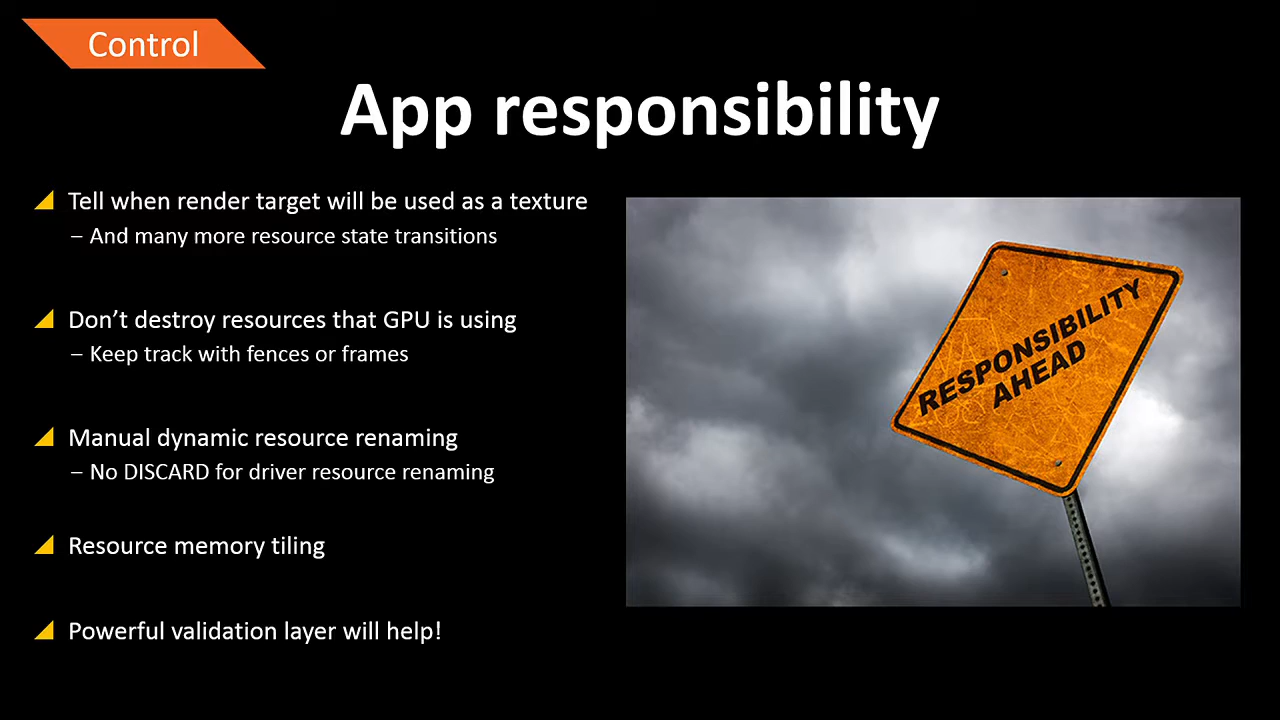 Control
App responsibility
Tell when render target will be used as a texture
– And many more resource state transitions
Don’t destroy resources that GPU is using
– Keep track with fences or frames
Manual dynamic resource renaming
– No DISCARD for driver resource renaming
Resource memory tiling
Powerful validation layer will help!
RESPONSIBILITY
AHEAD